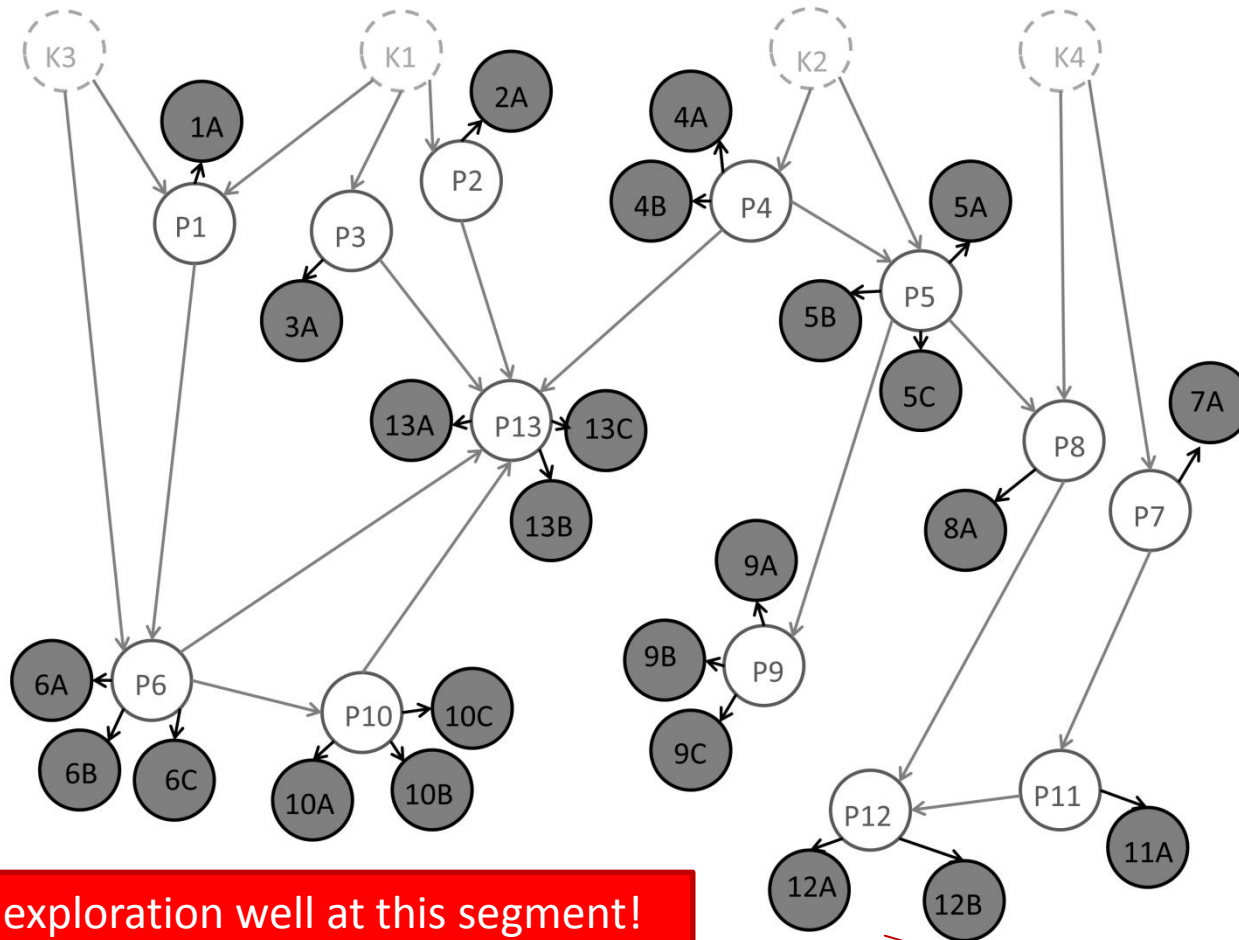 K3
K1
K2
K4
1A
2A
4A
P1
P3
P2
4B
P4
5A
3A
5B
P5
5C
7A
13A
P13
13C
P8
13B
8A
P7
9A
6A
P6
9B
P9
P10
10C
6B
6C
10A
10B
9C
P12
P11
11A
12A
12B
exploration well at this segment!